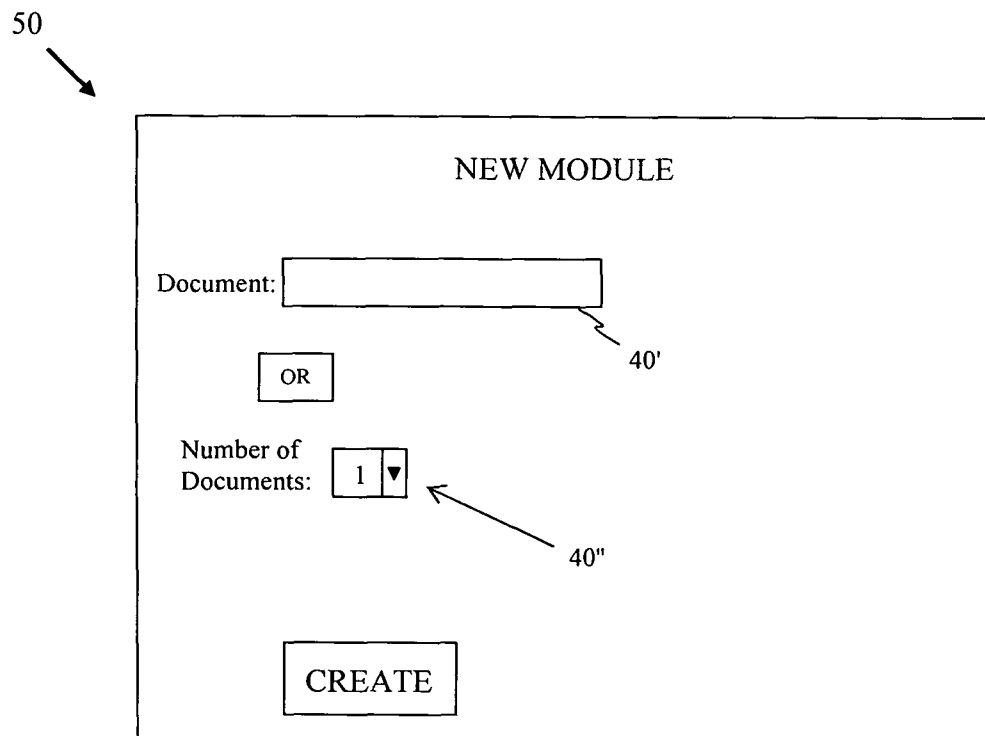 50
NEW MODULE
Document:
40'
OR
Number of
Documents:
1
40"
CREATE